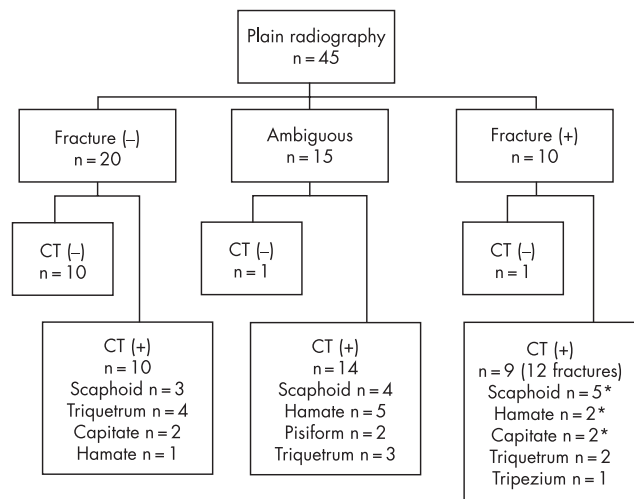 Plain radiography
n = 45
Fracture (–)
n = 20
Ambiguous
n = 15
Fracture (+)
n = 10
CT (–)
n = 10
CT (–)
n = 1
CT (–)
n = 1
CT (+)
n = 10
Scaphoid n = 3
Triquetrum n = 4
Capitate n = 2
Hamate n = 1
CT (+)
n = 14
Scaphoid n = 4
Hamate n = 5
Pisiform n = 2
Triquetrum n = 3
CT (+)
n = 9 (12 fractures)
Scaphoid n = 5*
Hamate n = 2*
Capitate n = 2*
Triquetrum n = 2
Tripezium n = 1